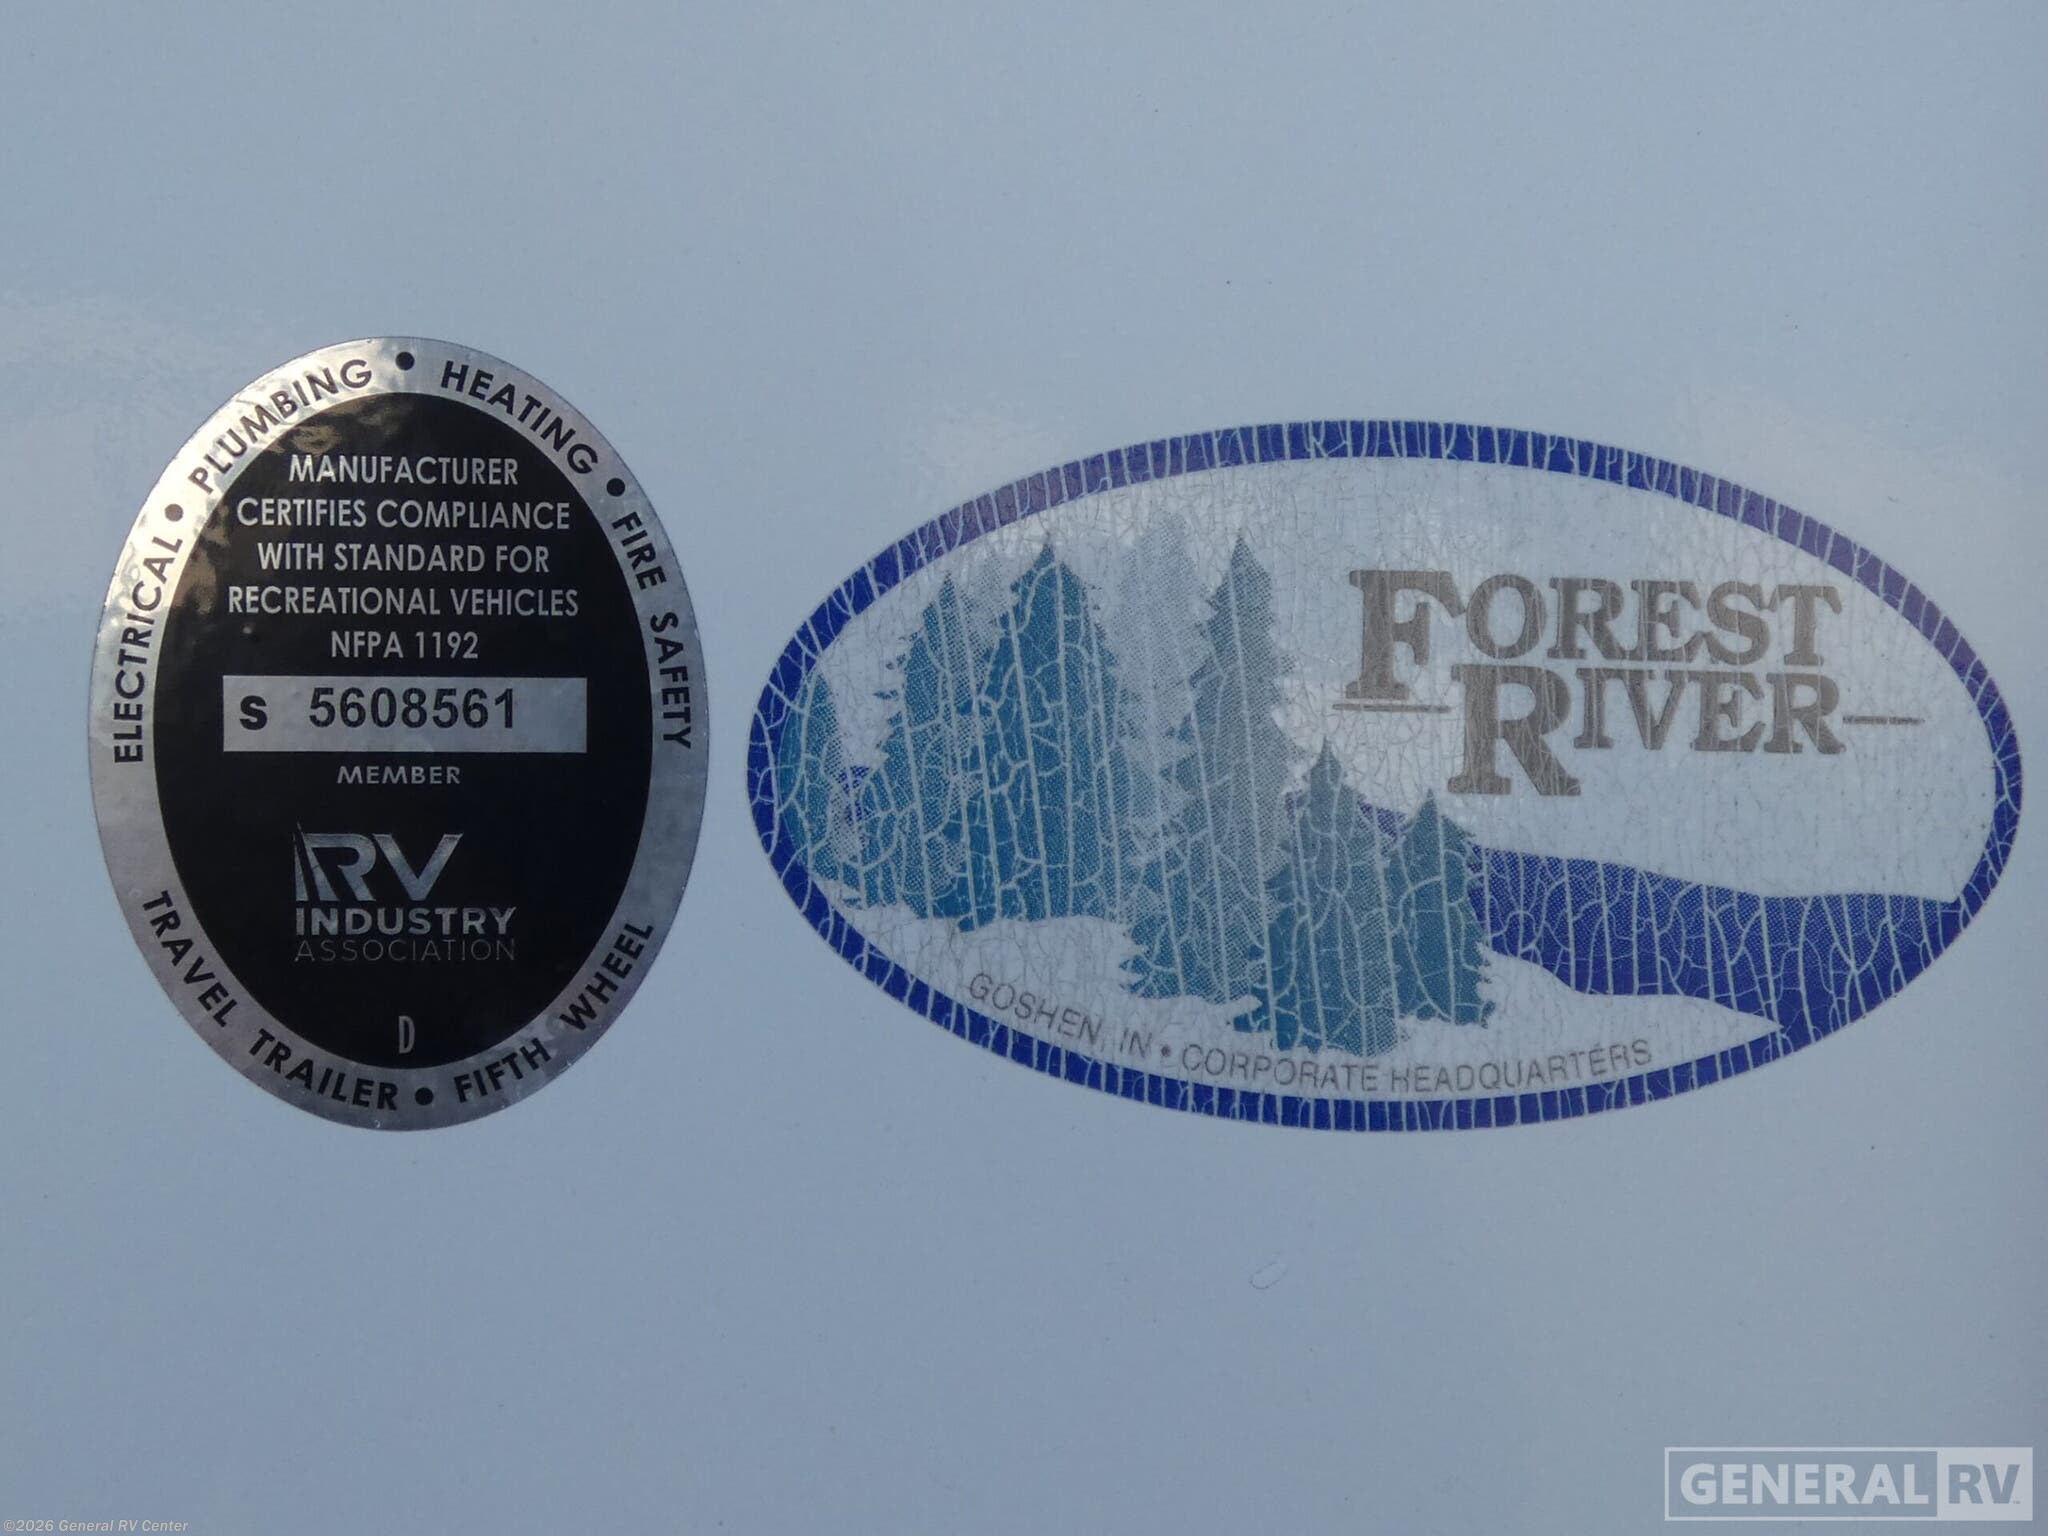 ELECTRICAL • PLUMBING • HEATING • FIRE SAFETY
MANUFACTURER
CERTIFIES COMPLIANCE
WITH STANDARD FOR
RECREATIONAL VEHICLES
NFPA 1192
S 5608561
MEMBER
RV
INDUSTRY
ASSOCIATION
D
TRAVEL TRAILER • FIFTH WHEEL
FOREST
RIVER
GOSHEN, IN • CORPORATE HEADQUARTERS
GENERAL RV
©2026 General RV Center